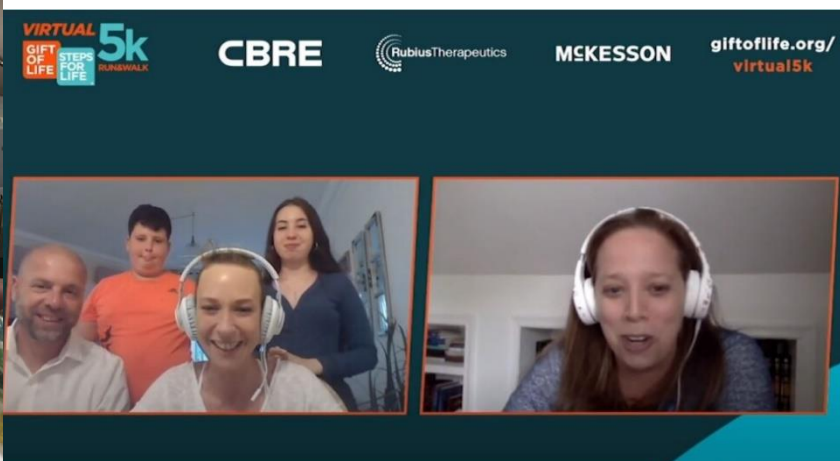 VIRTUAL 5k
GIFT OF LIFE
STEPS FOR LIFE
RUN&WALK
CBRE
RubiusTherapeutics
MCKESSON
giftoflife.org/
virtual5k